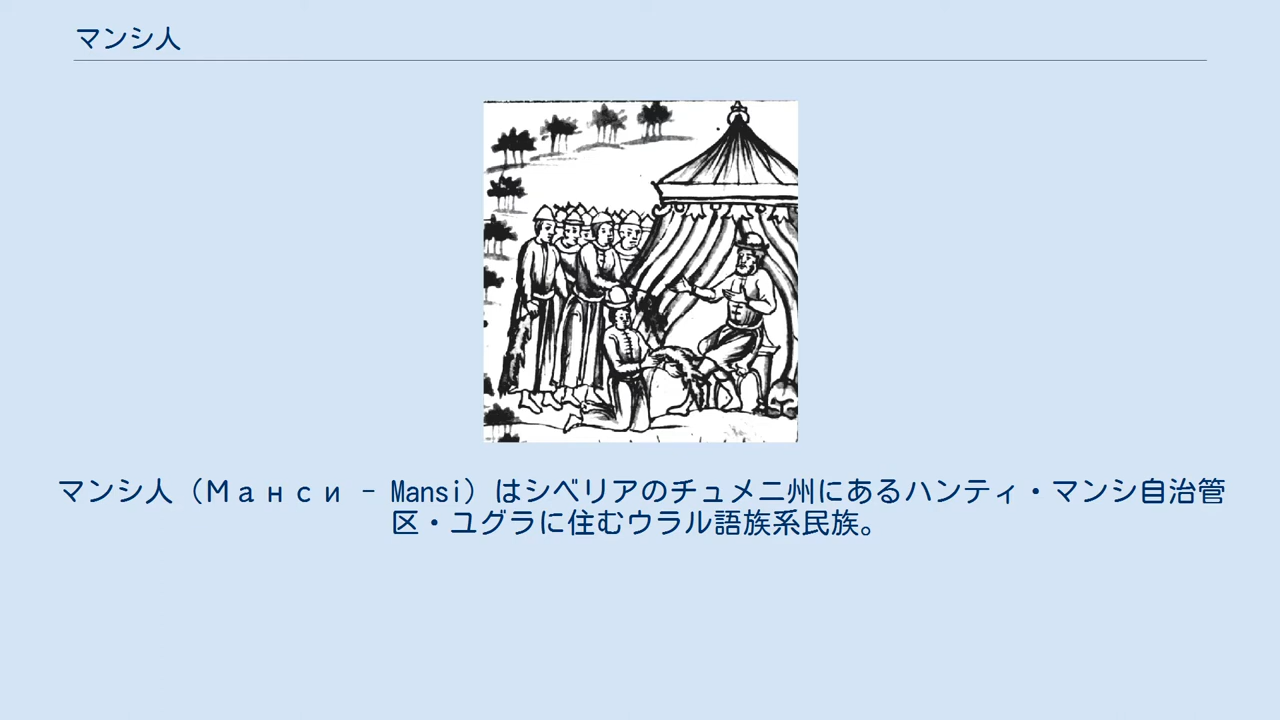 マンシ人
マンシ人（Манси – Mansi）はシベリアのチュメニ州にあるハンティ・マンシ自治管
区・ユグラに住むウラル語族系民族。